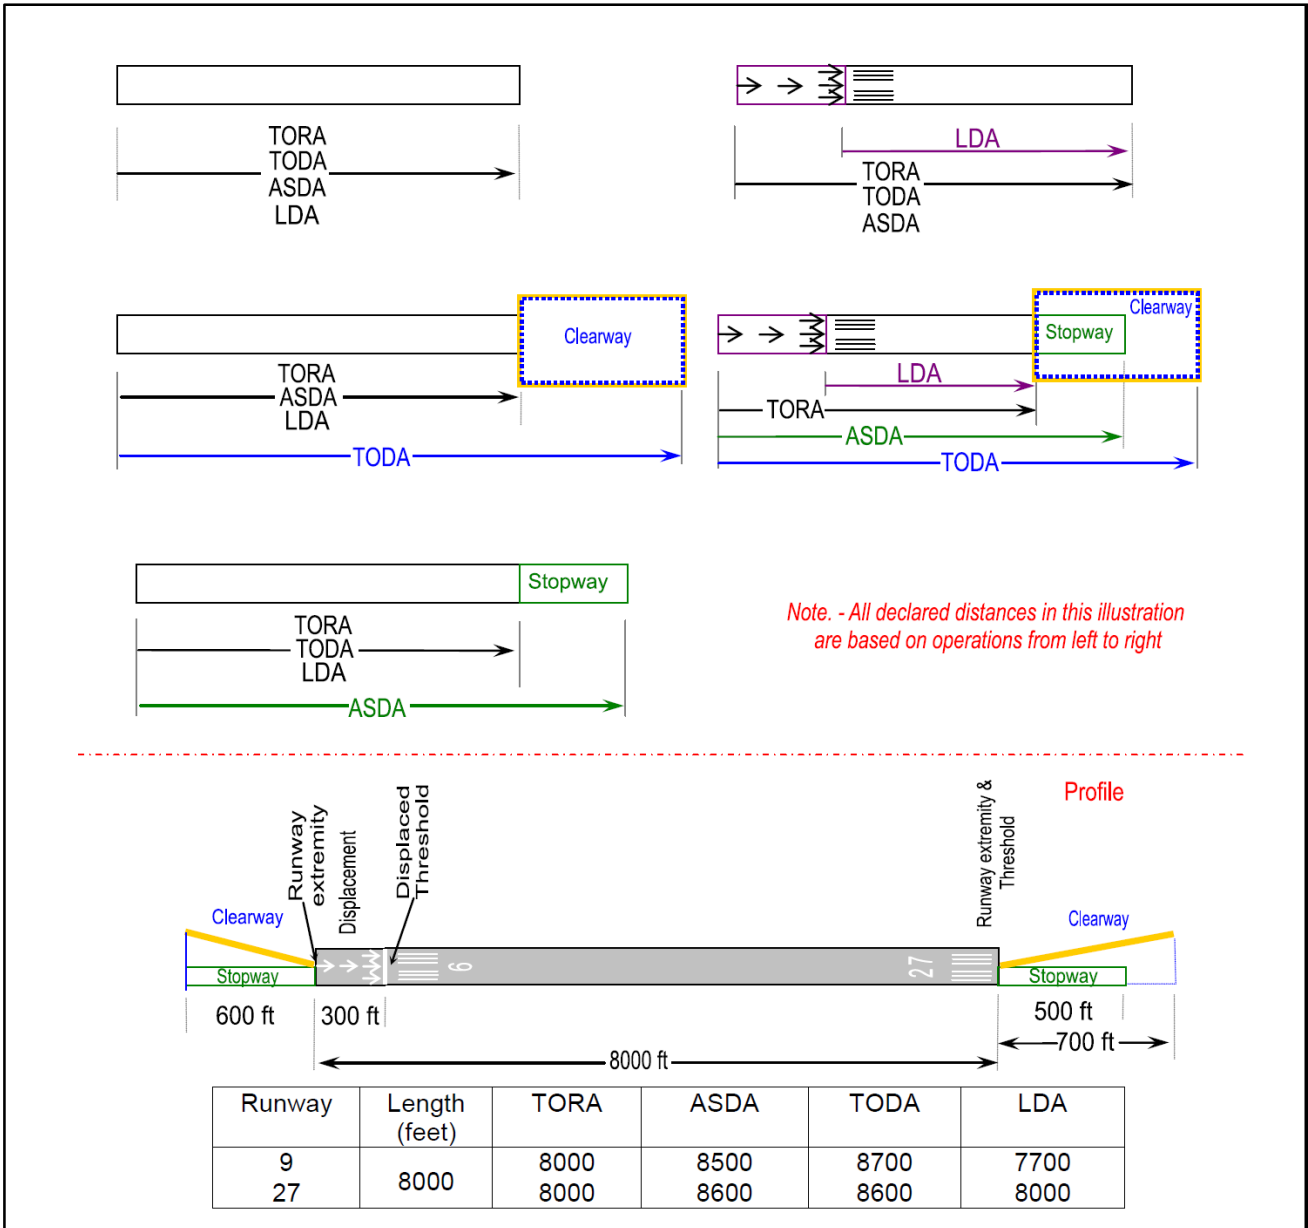 TORA
TODA
ASDA
LDA
LDA
TORA
TODA
ASDA
Clearway
TORA
ASDA
LDA
TODA
Clearway
Stopway
LDA
TORA
ASDA
TODA
Stopway
TORA
TODA
LDA
ASDA
Note. - All declared distances in this illustration
are based on operations from left to right
Profile
Runway
extremity
Displacement
Displaced
Threshold
Runway extremity &
Threshold
Clearway
Stopway
9
27
Clearway
Stopway
600 ft
300 ft
500 ft
700 ft
8000 ft
Runway Length (feet) TORA ASDA TODA LDA
9 8000 8000 8500 8700 7700
27 8000 8600 8600 8000